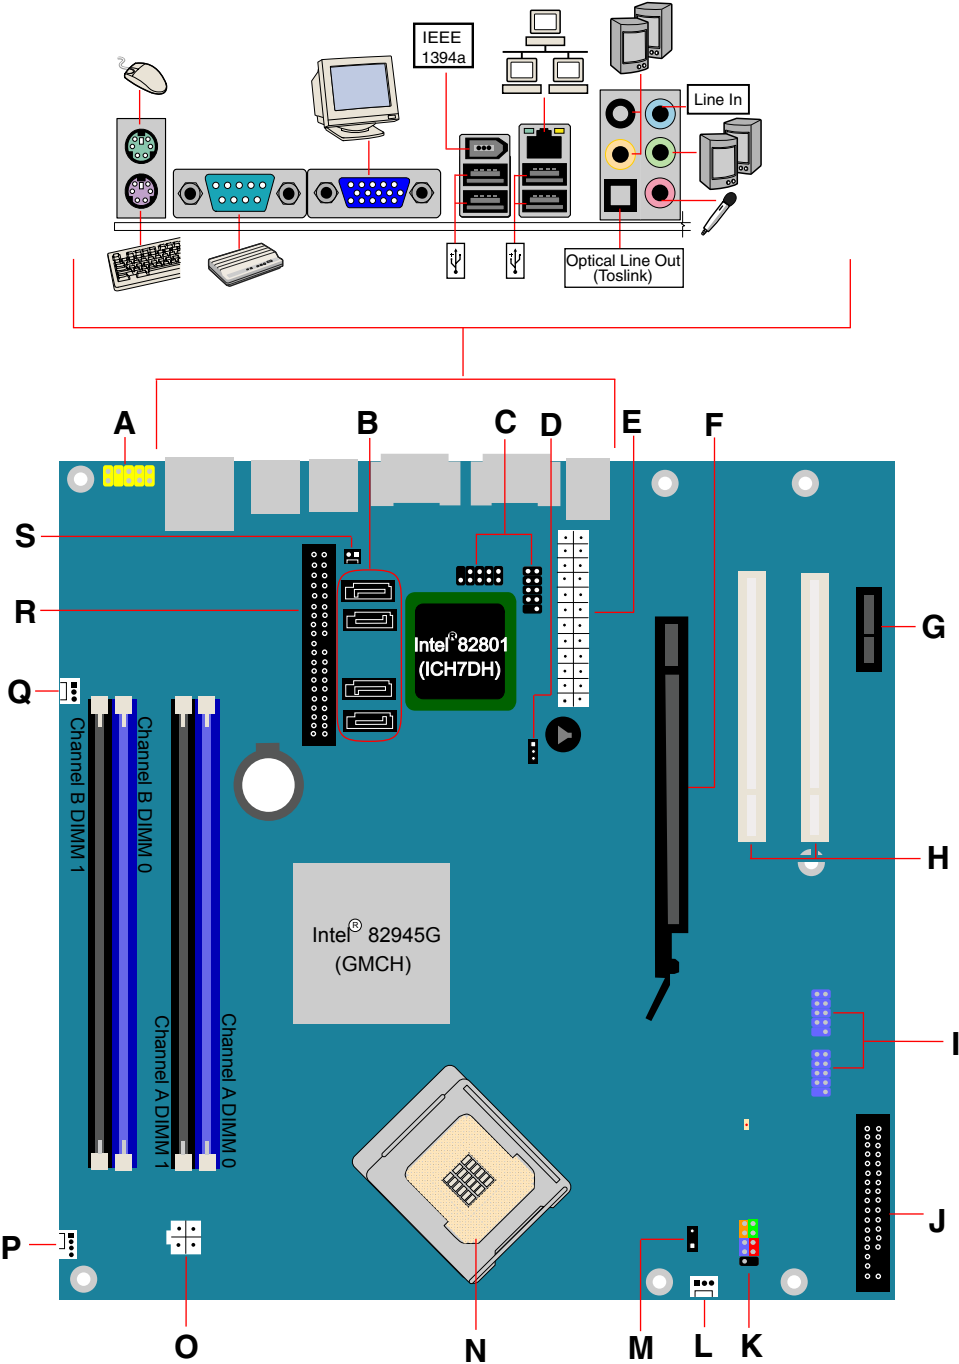 IEEE
1394a
Line In
Optical Line Out
(Toslink)
A
B
C
D
E
F
S
R
Intel® 82801
(ICH7DH)
G
Q
Channel B DIMM 1
Channel B DIMM 0
H
Intel® 82945G
(GMCH)
Channel A DIMM 1
Channel A DIMM 0
I
J
P
O
N
M
L
K